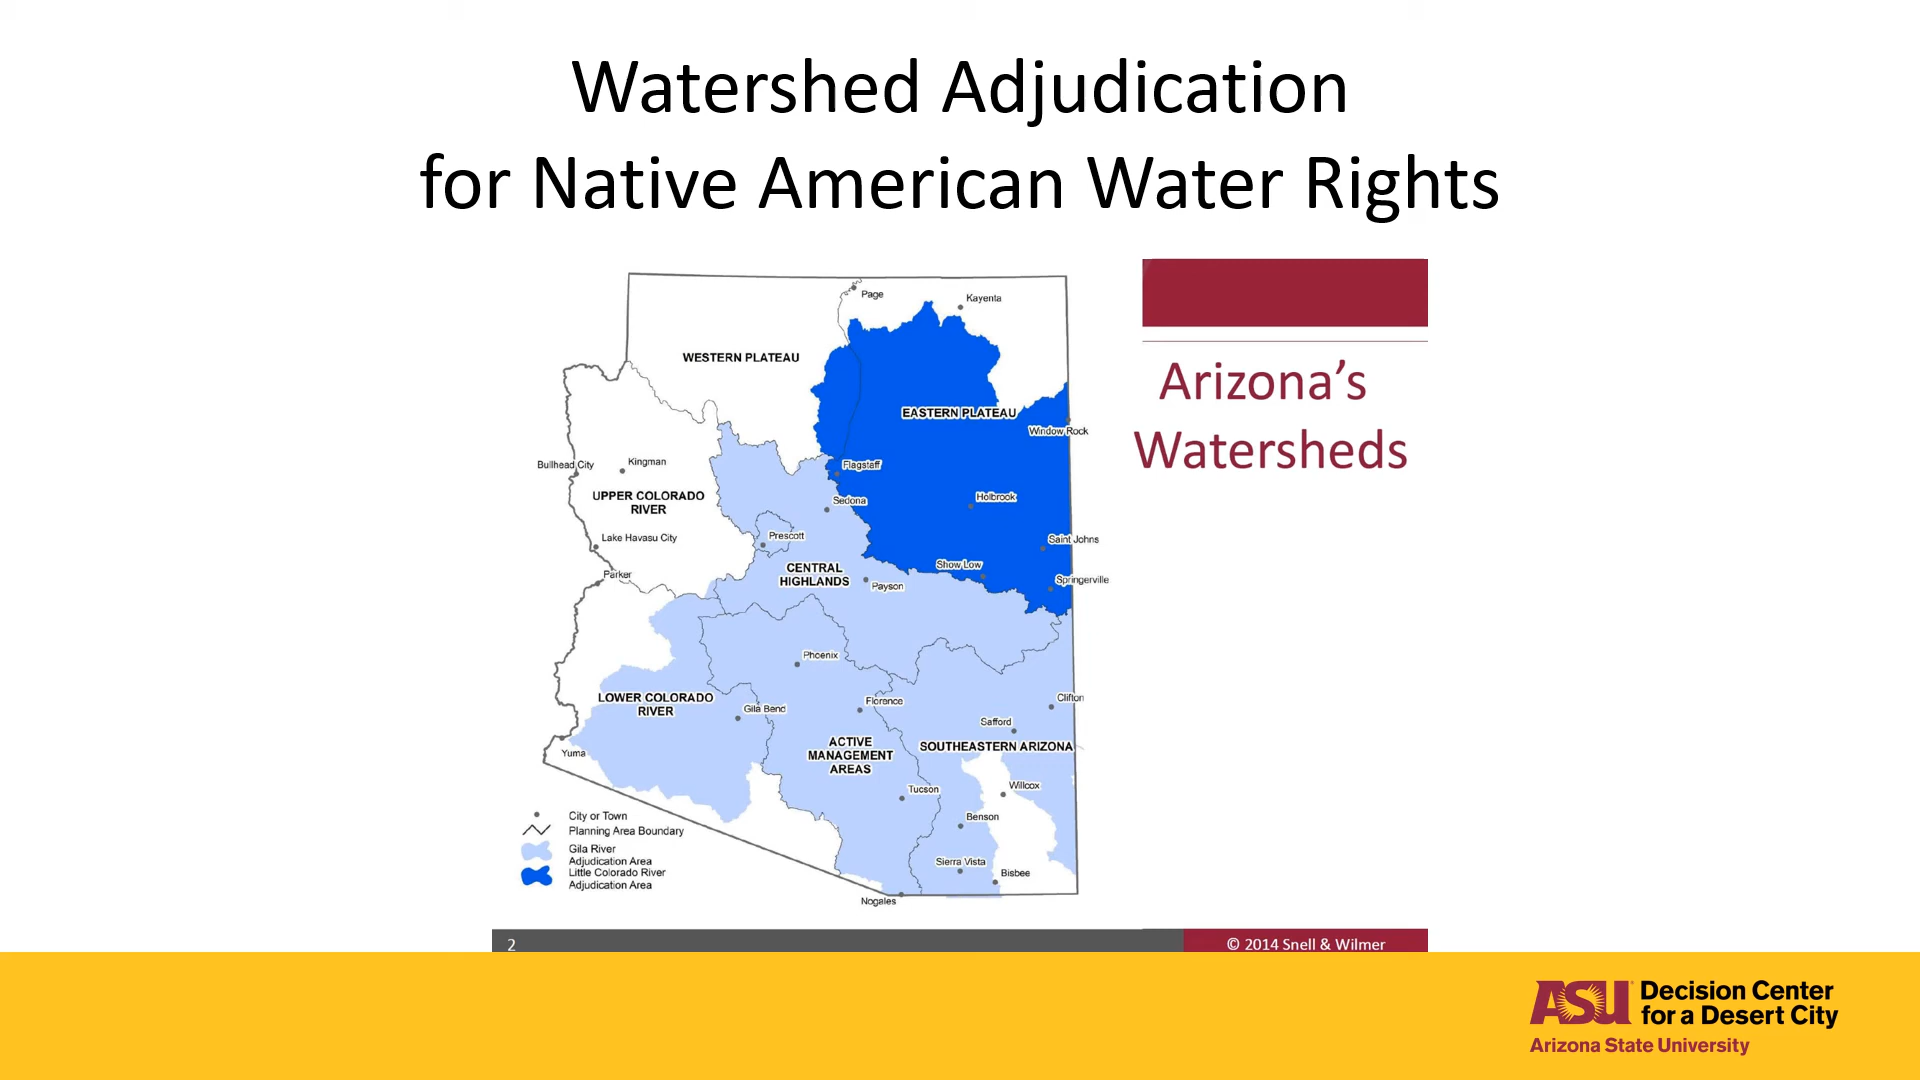 Watershed Adjudication
for Native American Water Rights
Arizona's
Watersheds
Page
Kayenta
WESTERN PLATEAU
EASTERN PLATEAU
Window Rock
Bullhead City
Kingman
Flagstaff
UPPER COLORADO
RIVER
Sedona
Holbrook
Lake Havasu City
Prescott
Saint Johns
Parker
CENTRAL
HIGHLANDS
Payson
Show Low
Springerville
Phoenix
LOWER COLORADO
RIVER
Gila Bend
Florence
Clifton
Safford
ACTIVE
MANAGEMENT
AREAS
SOUTHEASTERN ARIZONA
Yuma
Tucson
Willcox
Benson
Sierra Vista
Bisbee
Nogales
City or Town
Planning Area Boundary
Gila River
Adjudication Area
Little Colorado River
Adjudication Area
2
© 2014 Snell & Wilmer
ASU
Decision Center
for a Desert City
Arizona State University